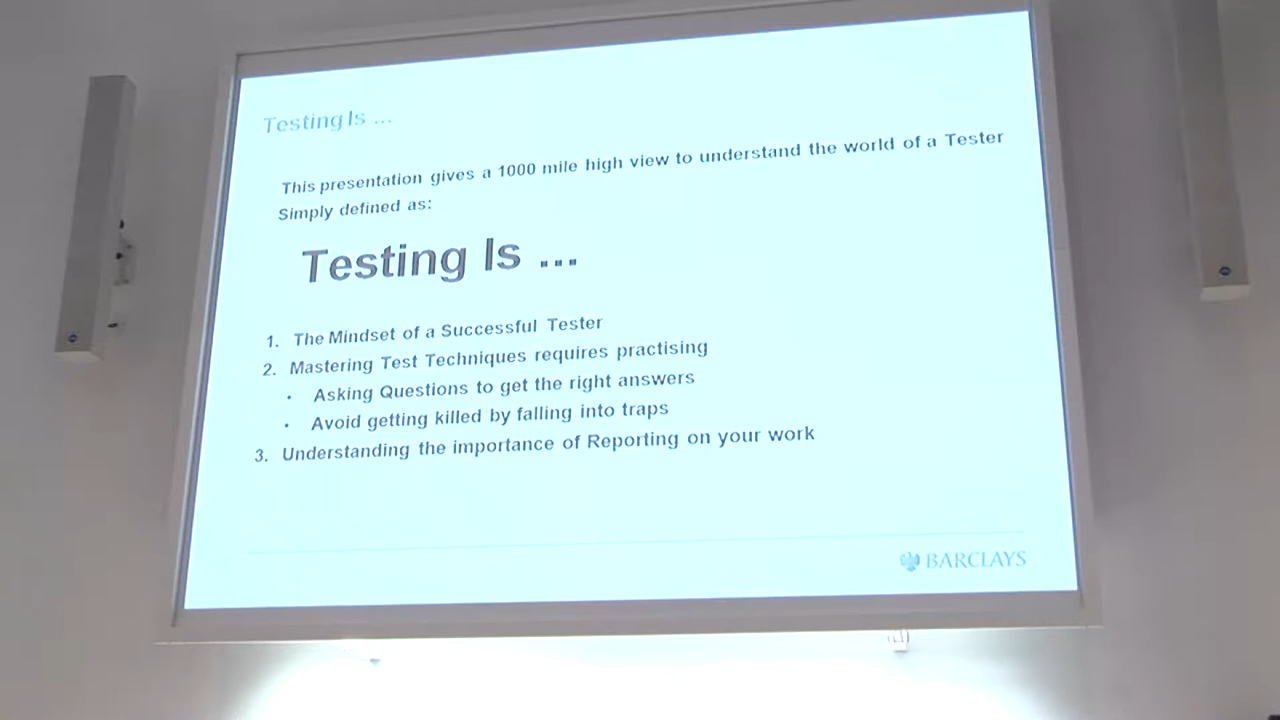 Testing Is ...
This presentation gives a 1000 mile high view to understand the world of a Tester
Simply defined as:
Testing Is ...
1. The Mindset of a Successful Tester
2. Mastering Test Techniques requires practising
• Asking Questions to get the right answers
• Avoid getting killed by falling into traps
3. Understanding the importance of Reporting on your work
BARCLAYS